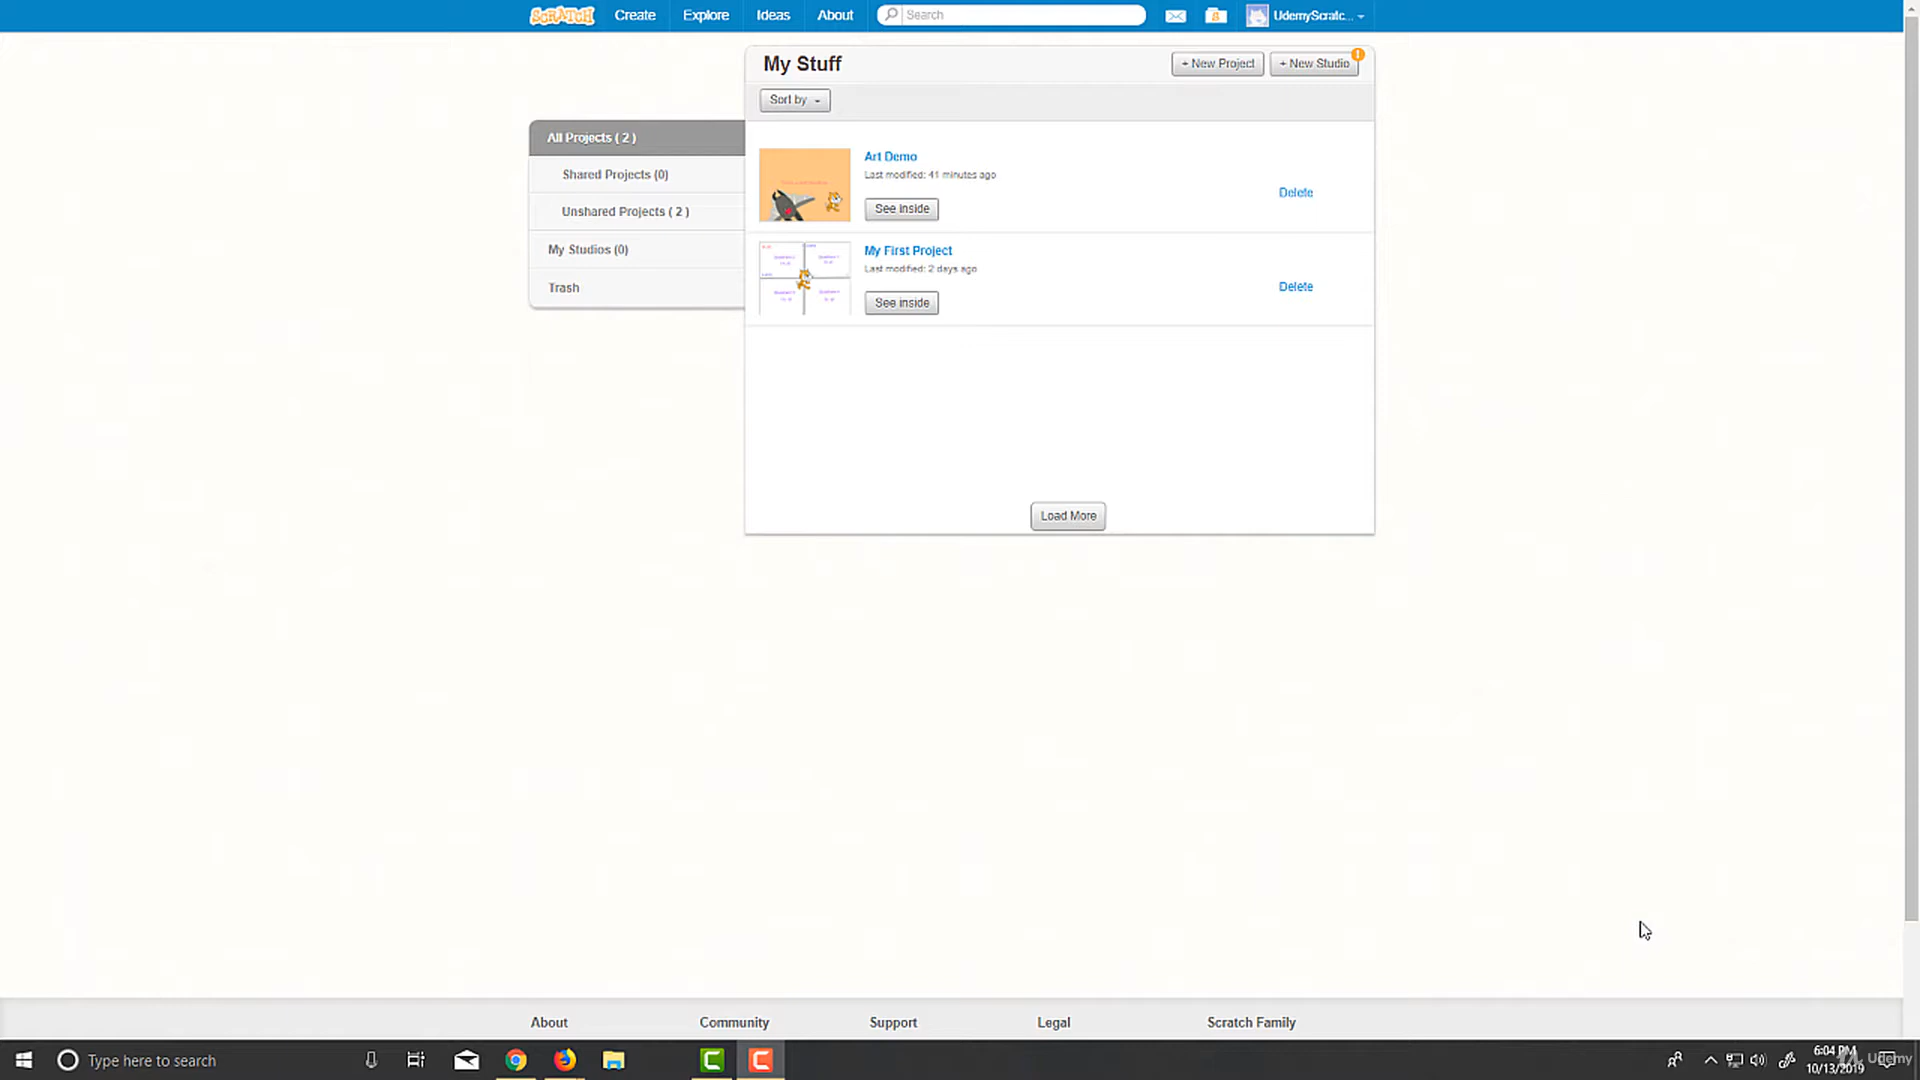 SCRATCH Create Explore Ideas About Search UdemyScratc...
My Stuff + New Project + New Studio
Sort by
All Projects ( 2 )
Shared Projects (0)
Unshared Projects ( 2 )
My Studios (0)
Trash
Art Demo
Last modified: 41 minutes ago
See inside
Delete
My First Project
Last modified: 2 days ago
See inside
Delete
Load More
About Community Support Legal Scratch Family
Type here to search
6:04 PM
10/13/2019
Udemy